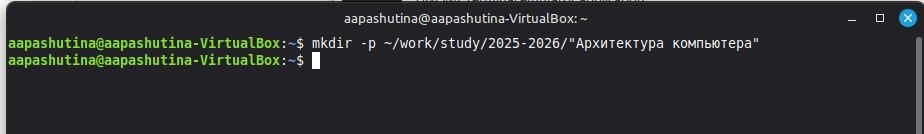 aapashutina@aapashutina-VirtualBox: ~
aapashutina@aapashutina-VirtualBox:~$ mkdir -p ~/work/study/2025-2026/"Архитектура компьютера"
aapashutina@aapashutina-VirtualBox:~$